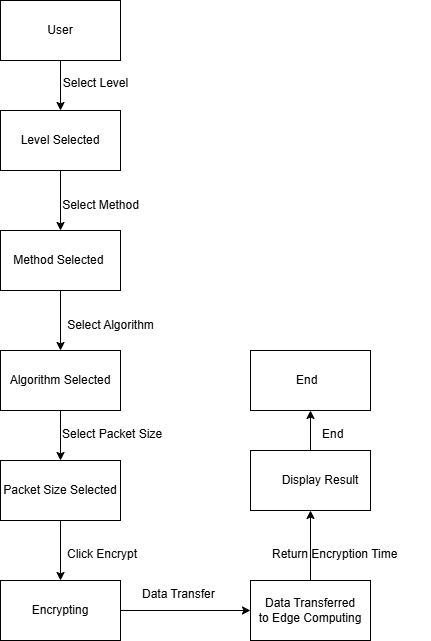 User
Select Level
Level Selected
Select Method
Method Selected
Select Algorithm
Algorithm Selected
Select Packet Size
Packet Size Selected
Click Encrypt
Encrypting
Data Transfer
Data Transferred
to Edge Computing
Return Encryption Time
Display Result
End
End